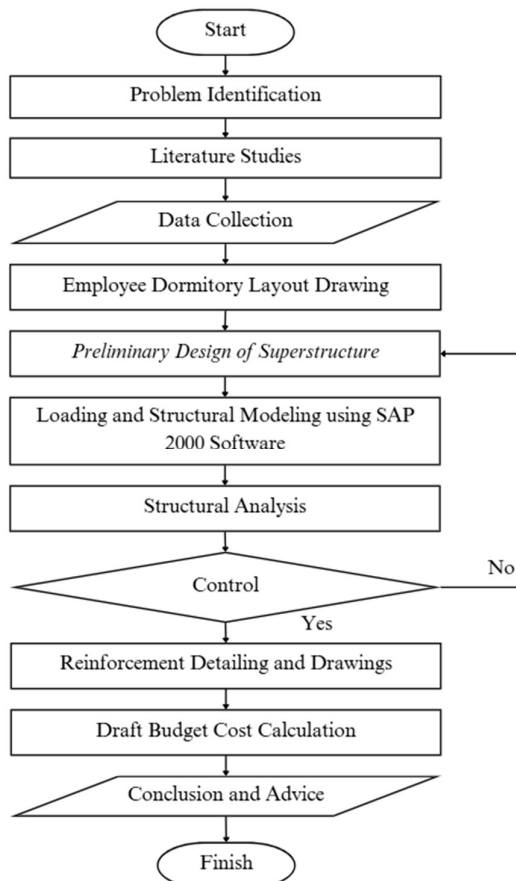 Start
Problem Identification
Literature Studies
Data Collection
Employee Dormitory Layout Drawing
Preliminary Design of Superstructure
Loading and Structural Modeling using SAP
2000 Software
Structural Analysis
Control
No
Yes
Reinforcement Detailing and Drawings
Draft Budget Cost Calculation
Conclusion and Advice
Finish